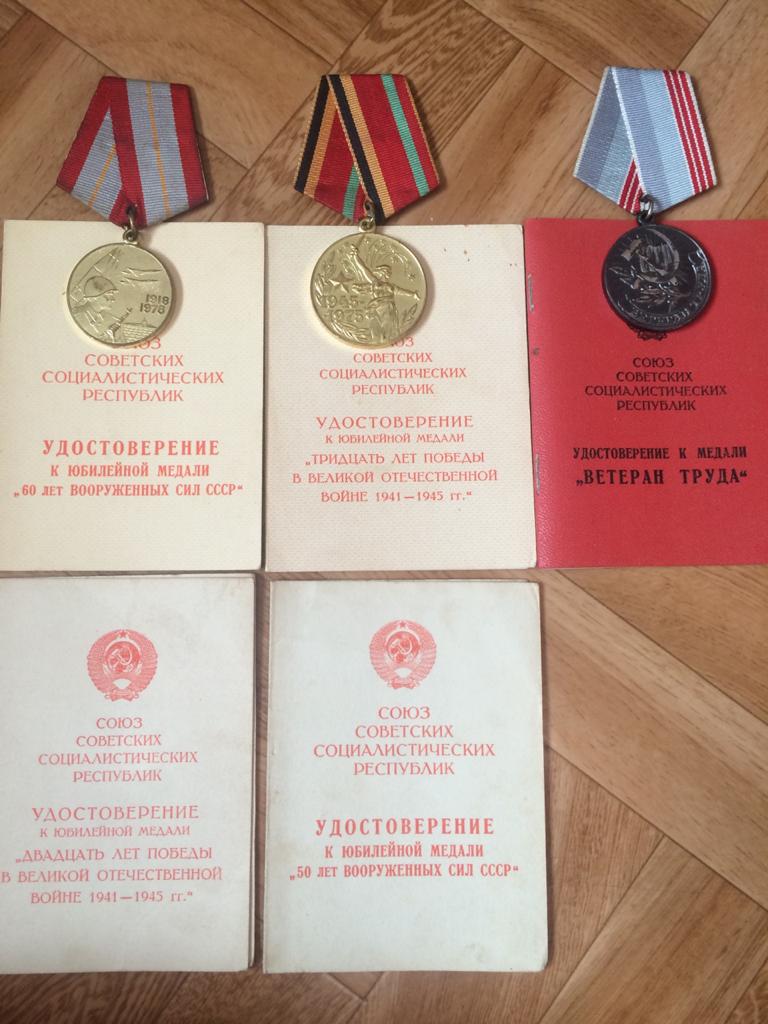 1918
1978
СОЮЗ
СОВЕТСКИХ
СОЦИАЛИСТИЧЕСКИХ
РЕСПУБЛИК
УДОСТОВЕРЕНИЕ
К ЮБИЛЕЙНОЙ МЕДАЛИ
„60 ЛЕТ ВООРУЖЕННЫХ СИЛ СССР“
1945-
1975
СОЮЗ
СОВЕТСКИХ
СОЦИАЛИСТИЧЕСКИХ
РЕСПУБЛИК
УДОСТОВЕРЕНИЕ
К ЮБИЛЕЙНОЙ МЕДАЛИ
„ТРИДЦАТЬ ЛЕТ ПОБЕДЫ
В ВЕЛИКОЙ ОТЕЧЕСТВЕННОЙ
ВОЙНЕ 1941—1945 гг.“
СОЮЗ
СОВЕТСКИХ
СОЦИАЛИСТИЧЕСКИХ
РЕСПУБЛИК
УДОСТОВЕРЕНИЕ К МЕДАЛИ
„ВЕТЕРАН ТРУДА“
СОЮЗ
СОВЕТСКИХ
СОЦИАЛИСТИЧЕСКИХ
РЕСПУБЛИК
УДОСТОВЕРЕНИЕ
К ЮБИЛЕЙНОЙ МЕДАЛИ
„ДВАДЦАТЬ ЛЕТ ПОБЕДЫ
В ВЕЛИКОЙ ОТЕЧЕСТВЕННОЙ
ВОЙНЕ 1941—1945 гг.“
СОЮЗ
СОВЕТСКИХ
СОЦИАЛИСТИЧЕСКИХ
РЕСПУБЛИК
УДОСТОВЕРЕНИЕ
К ЮБИЛЕЙНОЙ МЕДАЛИ
„50 ЛЕТ ВООРУЖЕННЫХ СИЛ СССР“